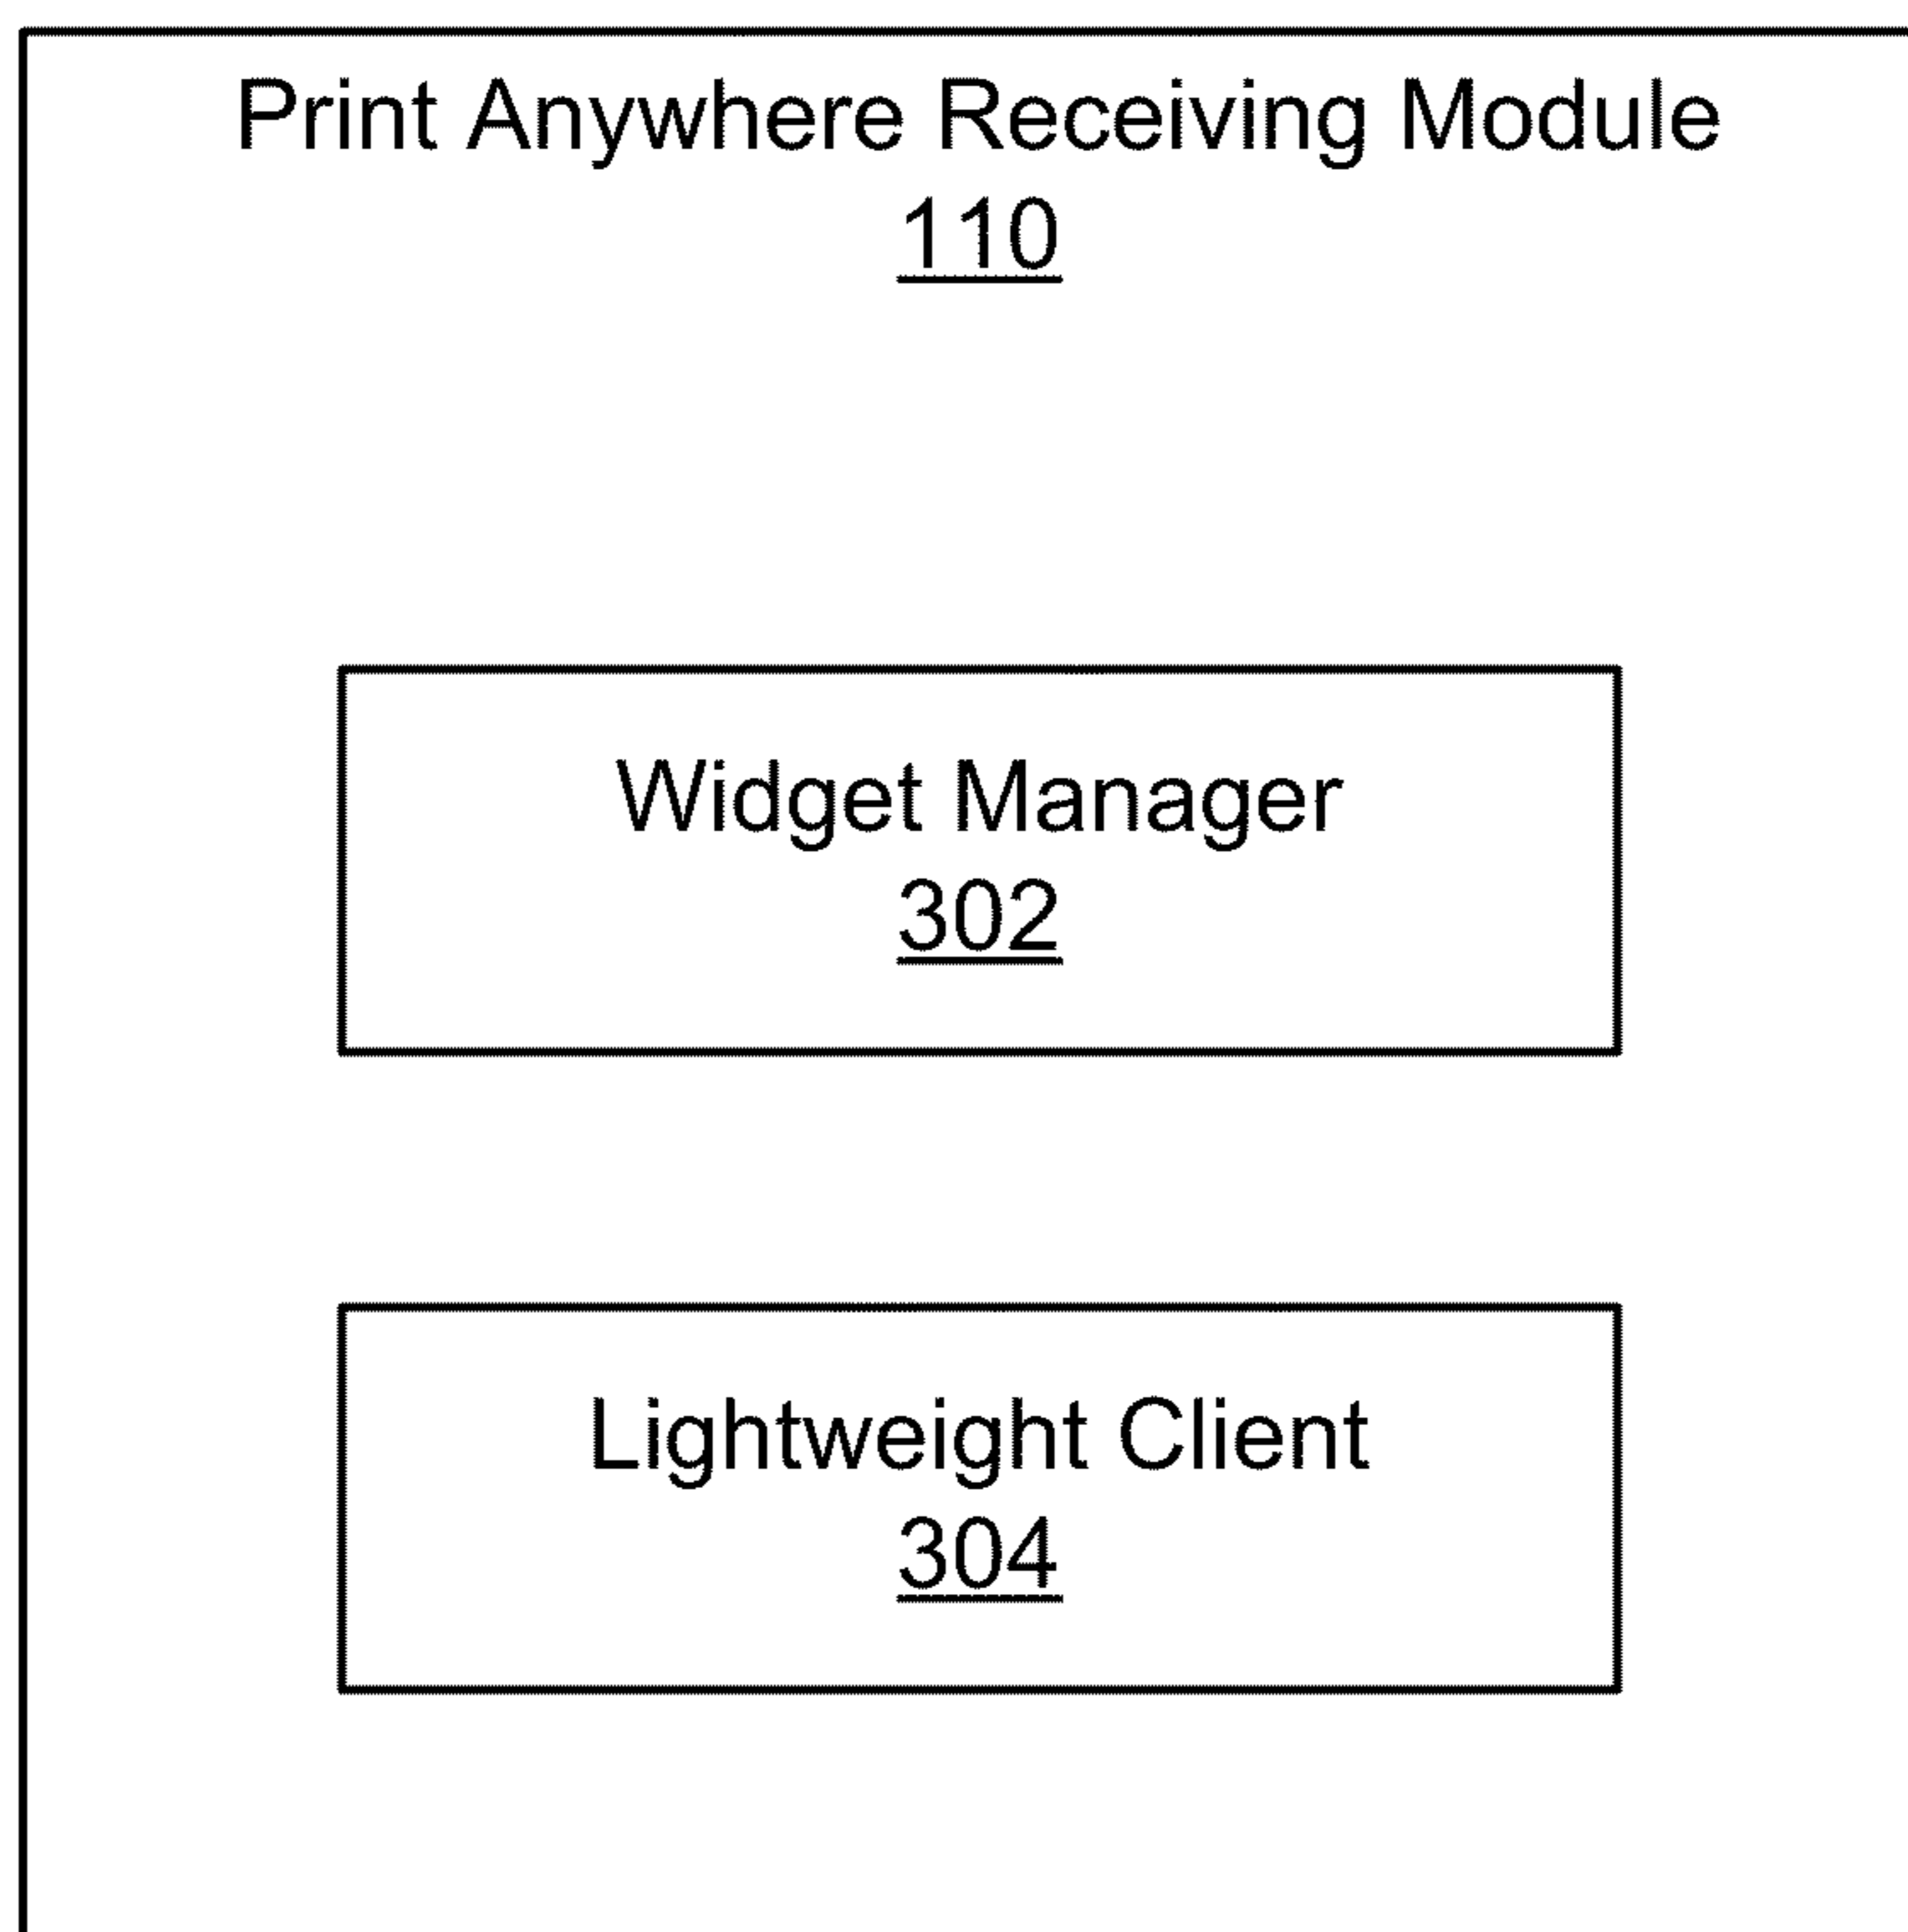 Print Anywhere Receiving Module
110
Widget Manager
302
Lightweight Client
304